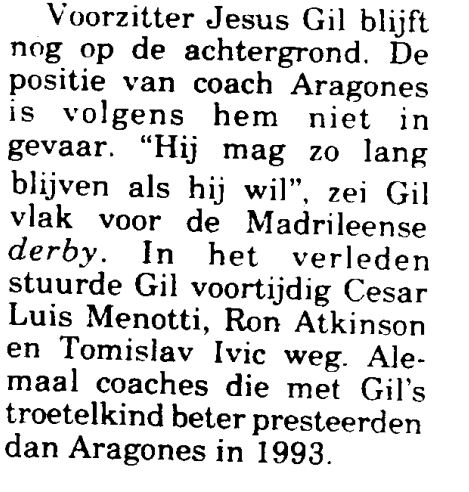 Voorzitter Jesus Gil blijft
nog op de achtergrond. De
positie van coach Aragones
is volgens hem niet in
gevaar. “Hij mag zo lang
blijven als hij wil”, zei Gil
vlak voor de Madrileense
derby. In het verleden
stuurde Gil voortijdig Cesar
Luis Menotti, Ron Atkinson
en Tomislav Ivic weg. Ale-
maal coaches die met Gil's
troetelkind beter presteerden
dan Aragones in 1993.